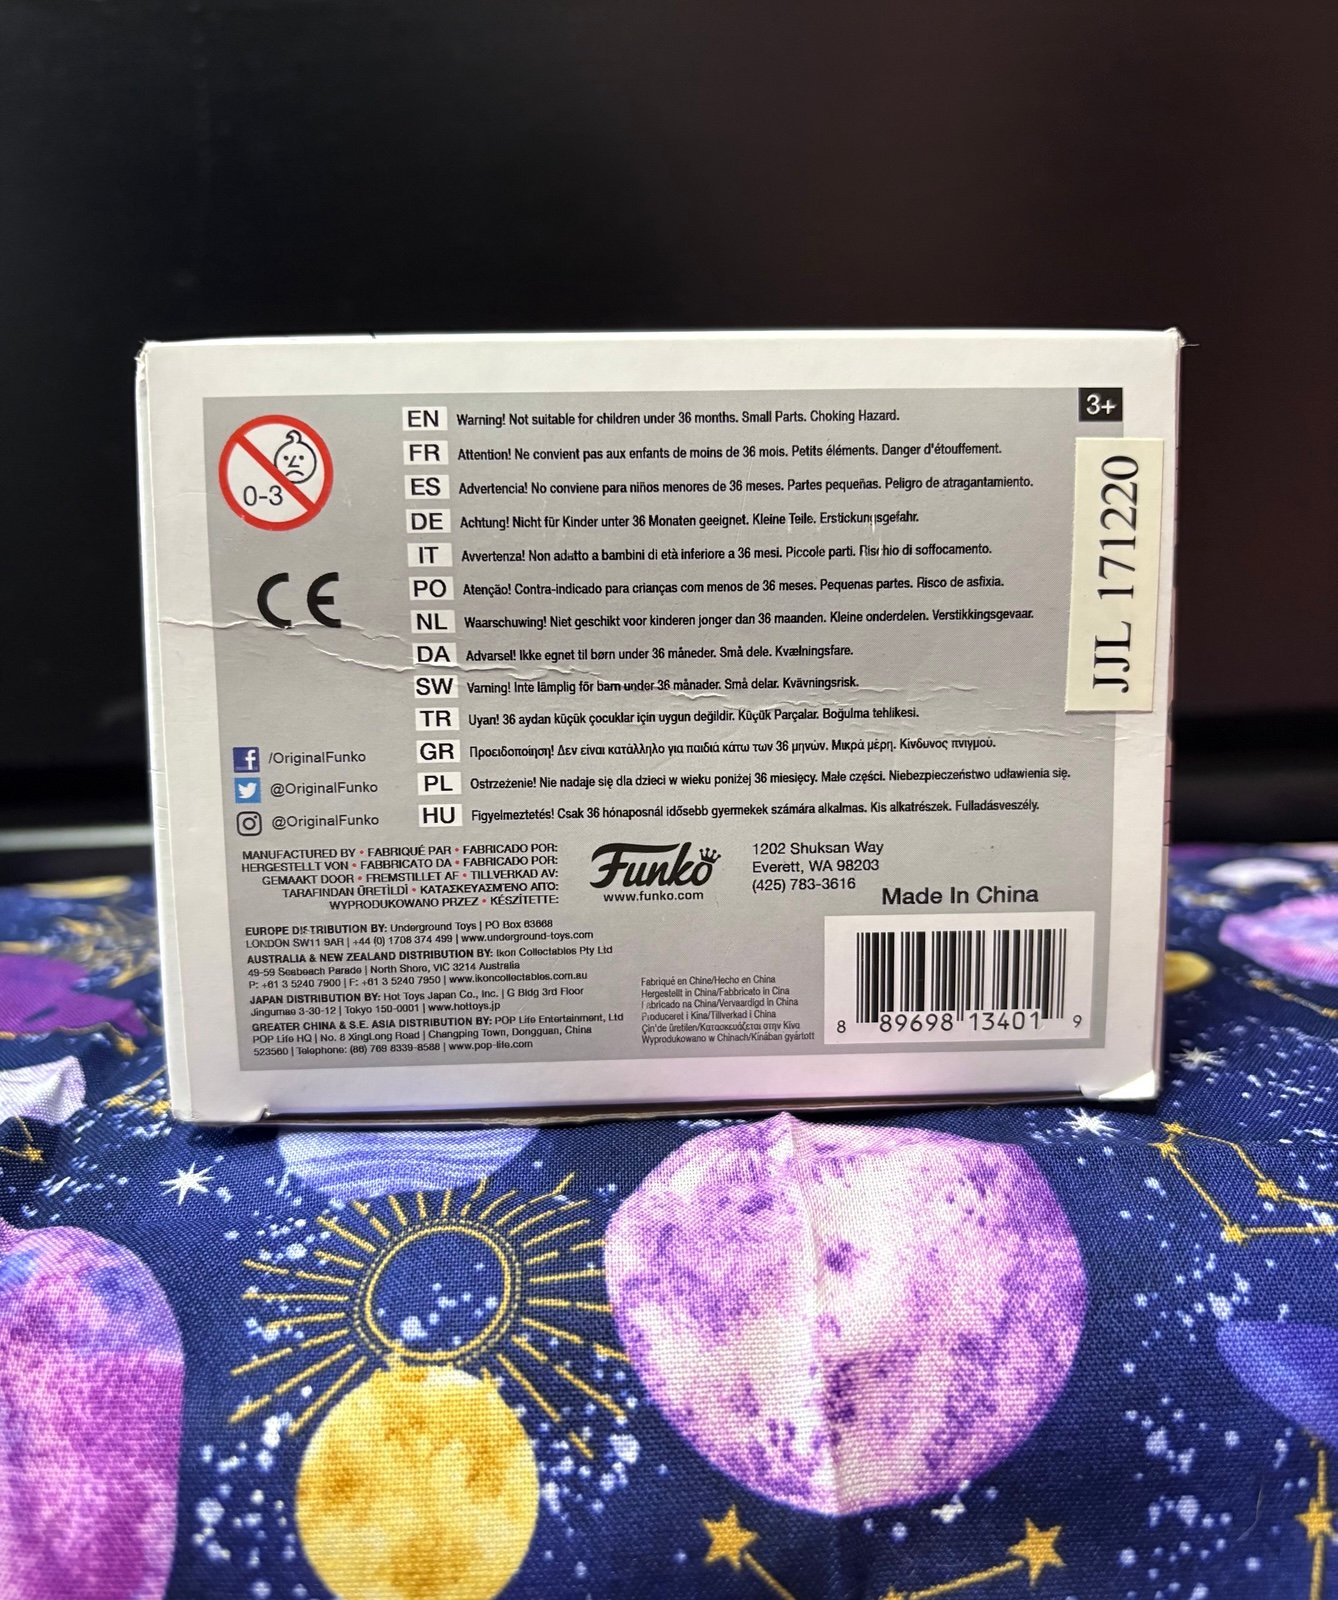 3+
0-3
CE
EN Warning! Not suitable for children under 36 months. Small Parts. Choking Hazard.
FR Attention! Ne convient pas aux enfants de moins de 36 mois. Petits éléments. Danger d'étouffement.
ES Advertencia! No conviene para niños menores de 36 meses. Partes pequeñas. Peligro de atragantamiento.
DE Achtung! Nicht für Kinder unter 36 Monaten geeignet. Kleine Teile. Erstickungsgefahr.
IT Avvertenza! Non adatto a bambini di età inferiore a 36 mesi. Piccole parti. Rischio di soffocamento.
PO Atenção! Contra-indicado para crianças com menos de 36 meses. Pequenas partes. Risco de asfixia.
NL Waarschuwing! Niet geschikt voor kinderen jonger dan 36 maanden. Kleine onderdelen. Verstikkingsgevaar.
DA Advarsel! Ikke egnet til børn under 36 måneder. Små dele. Kvælningsfare.
SW Varning! Inte lämplig för barn under 36 månader. Små delar. Kvävningsrisk.
TR Uyan! 36 aydan küçük çocuklar için uygun değildir. Küçük Parçalar. Boğulma tehlikesi.
GR Προειδοποίηση! Δεν είναι κατάλληλο για παιδιά κάτω των 36 μηνών. Μικρά μέρη. Κίνδυνος πνιγμού.
PL Ostrzeżenie! Nie nadaje się dla dzieci w wieku poniżej 36 miesięcy. Małe części. Niebezpieczeństwo udławienia się.
HU Figyelmeztetés! Csak 36 hónaposnál idősebb gyermekek számára alkalmas. Kis alkatrészek. Fulladásveszély.
JJL 171220
/OriginalFunko
@OriginalFunko
@OriginalFunko
MANUFACTURED BY • FABRIQUÉ PAR • FABRICADO POR:
HERGESTELLT VON • FABBRICATO DA • FABRICADO POR:
GEMAAKT DOOR • FREMSTILLET AF • TILLVERKAD AV:
TARAFINDAN ÜRETİLDİ • ΚΑΤΑΣΚΕΥΑΣΜΈΝΟ ΑΠΌ:
WYPRODUKOWANO PRZEZ • KÉSZÍTETTE:
Funko
www.funko.com
1202 Shuksan Way
Everett, WA 98203
(425) 783-3616
Made In China
EUROPE DISTRIBUTION BY: Underground Toys | PO Box 63668
LONDON SW11 9AR | +44 (0) 1708 374 499 | www.underground-toys.com
AUSTRALIA & NEW ZEALAND DISTRIBUTION BY: Ikon Collectables Pty Ltd
49-59 Seabeach Parade | North Shore, VIC 3214 Australia
P: +61 3 5240 7900 | F: +61 3 5240 7950 | www.ikoncollectables.com.au
JAPAN DISTRIBUTION BY: Hot Toys Japan Co., Inc. | G Bldg 3rd Floor
Jingumae 3-30-12 | Tokyo 150-0001 | www.hottoys.jp
GREATER CHINA & S.E. ASIA DISTRIBUTION BY: POP Life Entertainment, Ltd
POP Life HQ | No. 8 XingLong Road | Changping Town, Dongguan, China
523560 | Telephone: (86) 769 8339-8588 | www.pop-life.com
Fabriqué en Chine/Hecho en China
Hergestellt in China/Fabbricato in Cina
Fabricado na China/Vervaardigd in China
Produceret i Kina/Tillverkad i China
Çin'de üretilen/Κατασκευάζεται στην Κίνα
Wyprodukowano w Chinach/Kínában gyártott
8 89698 13401 9